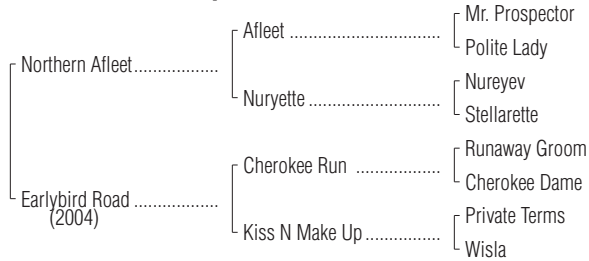 Mr. Prospector
Afleet ..........................................
Polite Lady
Northern Afleet..................
Nureyev
Nuryette ....................................
Stellarette
Runaway Groom
Cherokee Run .......................
Cherokee Dame
Earlybird Road ..................
(2004)
Private Terms
Kiss N Make Up....................
Wisla